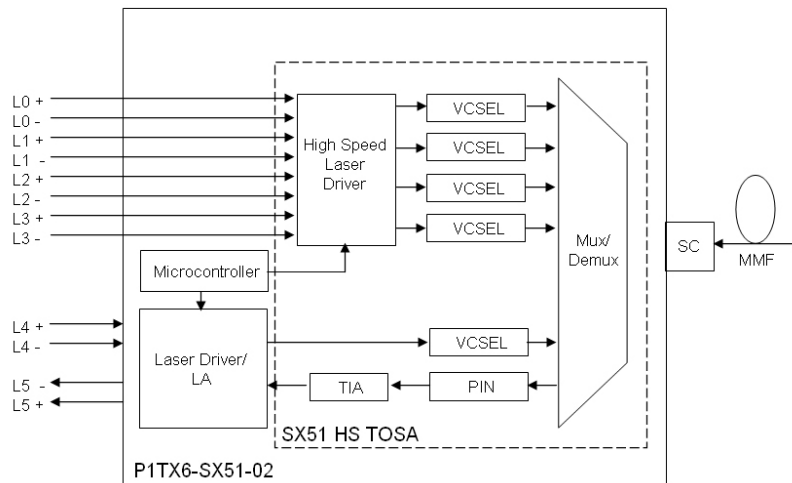 L0 +
L0 -
L1 +
L1 -
L2 +
L2 -
L3 +
L3 -
High Speed
Laser
Driver
VCSEL
VCSEL
VCSEL
VCSEL
Mux/
Demux
SC
MMF
Microcontroller
L4 +
L4 -
L5 -
L5 +
Laser Driver/
LA
VCSEL
TIA
PIN
SX51 HS TOSA
P1TX6-SX51-02